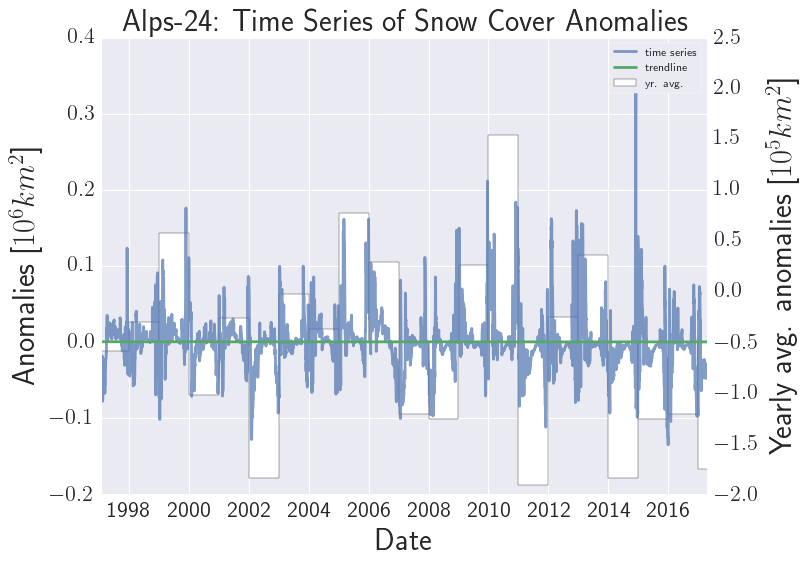 Alps-24: Time Series of Snow Cover Anomalies
0.4
0.3
0.2
0.1
0.0
−0.1
−0.2
Anomalies [10^6 km^2]
2.5
2.0
1.5
1.0
0.5
0.0
−0.5
−1.0
−1.5
−2.0
Yearly avg. anomalies [10^5 km^2]
time series
trendline
yr. avg.
1998 2000 2002 2004 2006 2008 2010 2012 2014 2016
Date